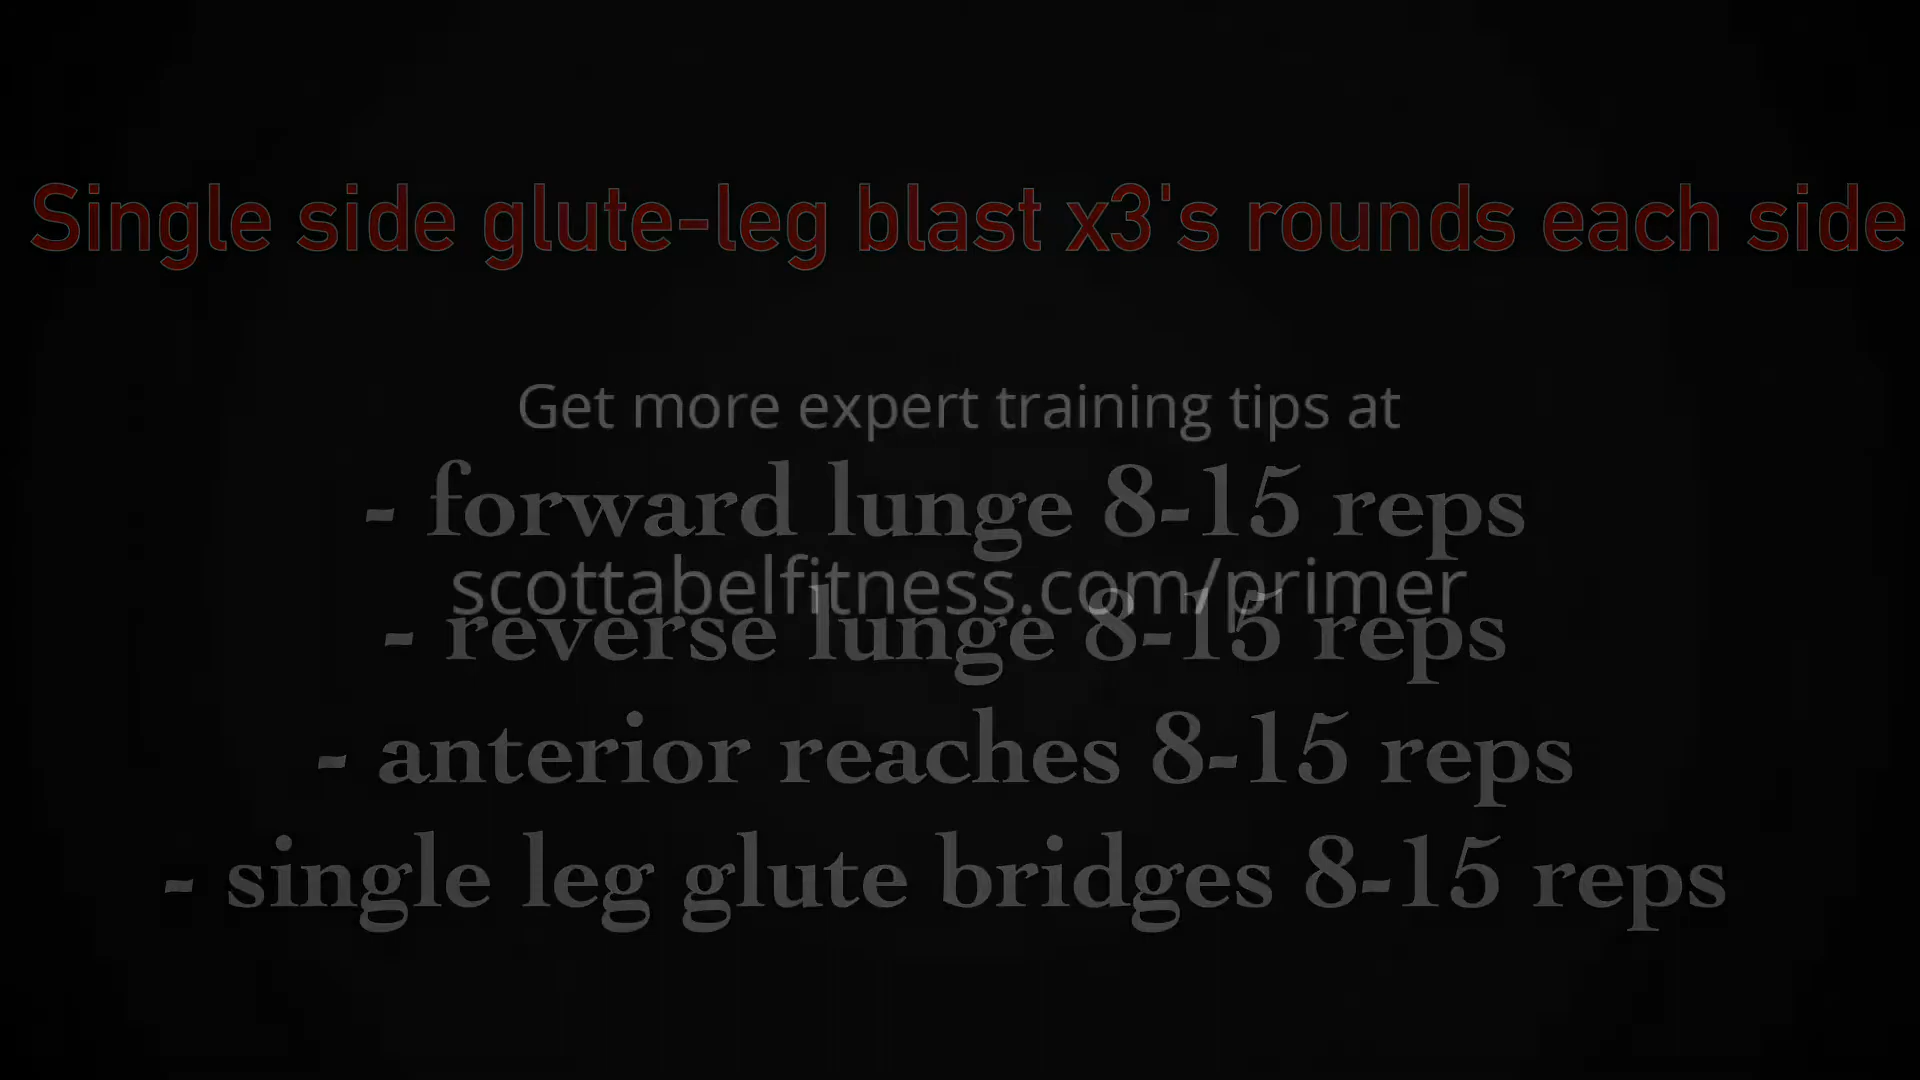 Single side glute-leg blast x3's rounds each side
Get more expert training tips at
- forward lunge 8-15 reps
scottabelfitness.com/primer
- reverse lunge 8-15 reps
- anterior reaches 8-15 reps
- single leg glute bridges 8-15 reps